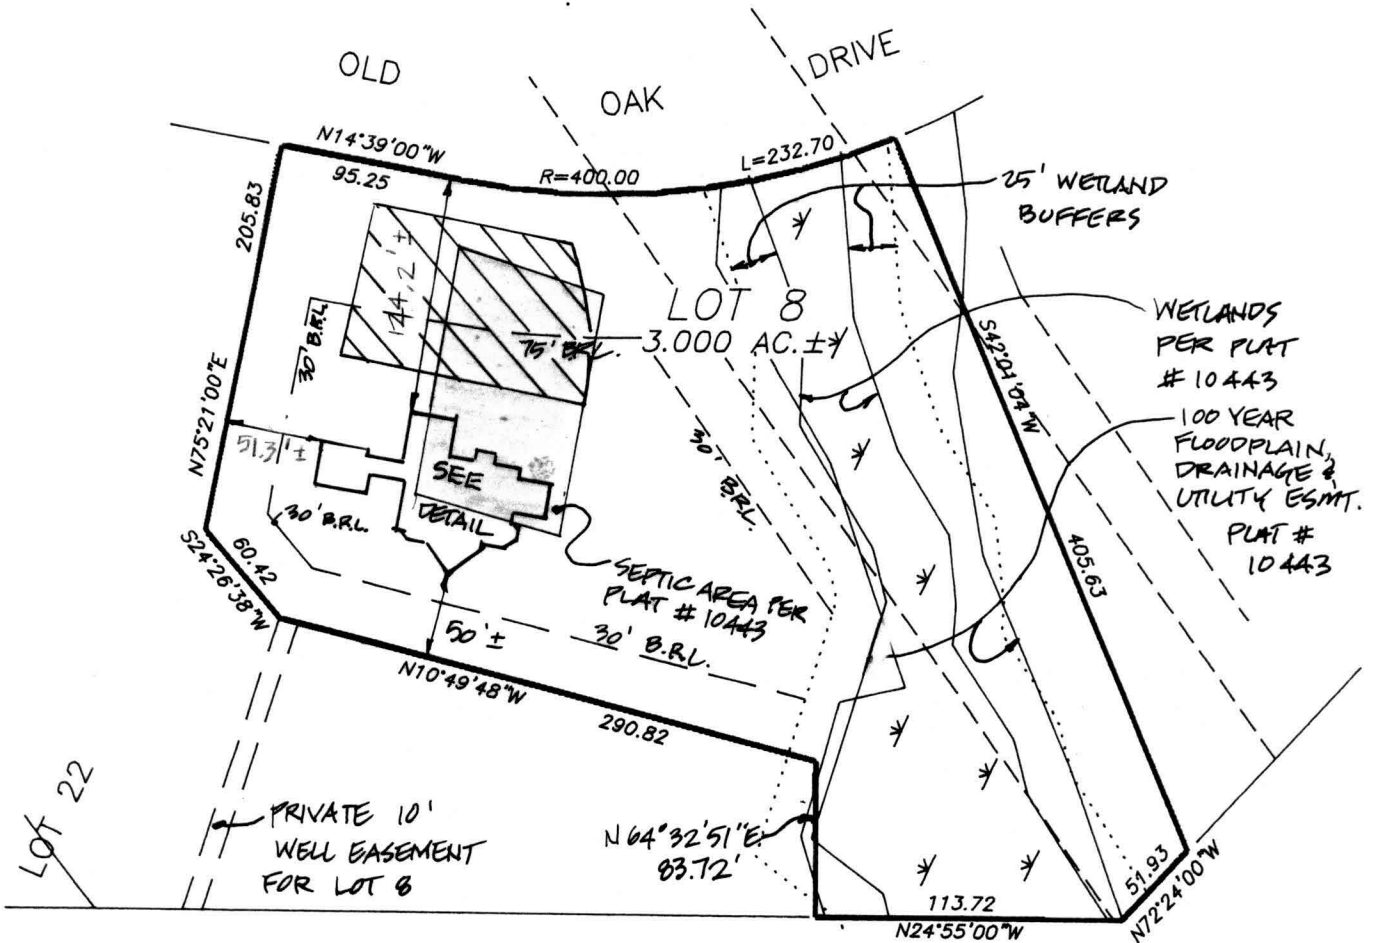 OLD
OAK
DRIVE
N14°39'00"W
95.25
R=400.00
L=232.70
205.83
N75°21'00"E
25' WETLAND
BUFFERS
144.2'±
LOT 8
3.000 AC.±
75' B.R.L.
30' B.R.L.
WETLANDS
PER PLAT
# 10443
S42°01'04"W
405.63
100 YEAR
FLOODPLAIN,
DRAINAGE &
UTILITY ESMT.
PLAT #
10443
51.3'±
SEE
DETAIL
30' B.R.L.
30' B.R.L.
S24°26'38"W
60.42
SEPTIC AREA PER
PLAT # 10443
50'±
30' B.R.L.
N10°49'48"W
290.82
LOT 22
PRIVATE 10'
WELL EASEMENT
FOR LOT 8
N64°32'51"E
83.72'
113.72
N24°55'00"W
51.93
N72°24'00"W